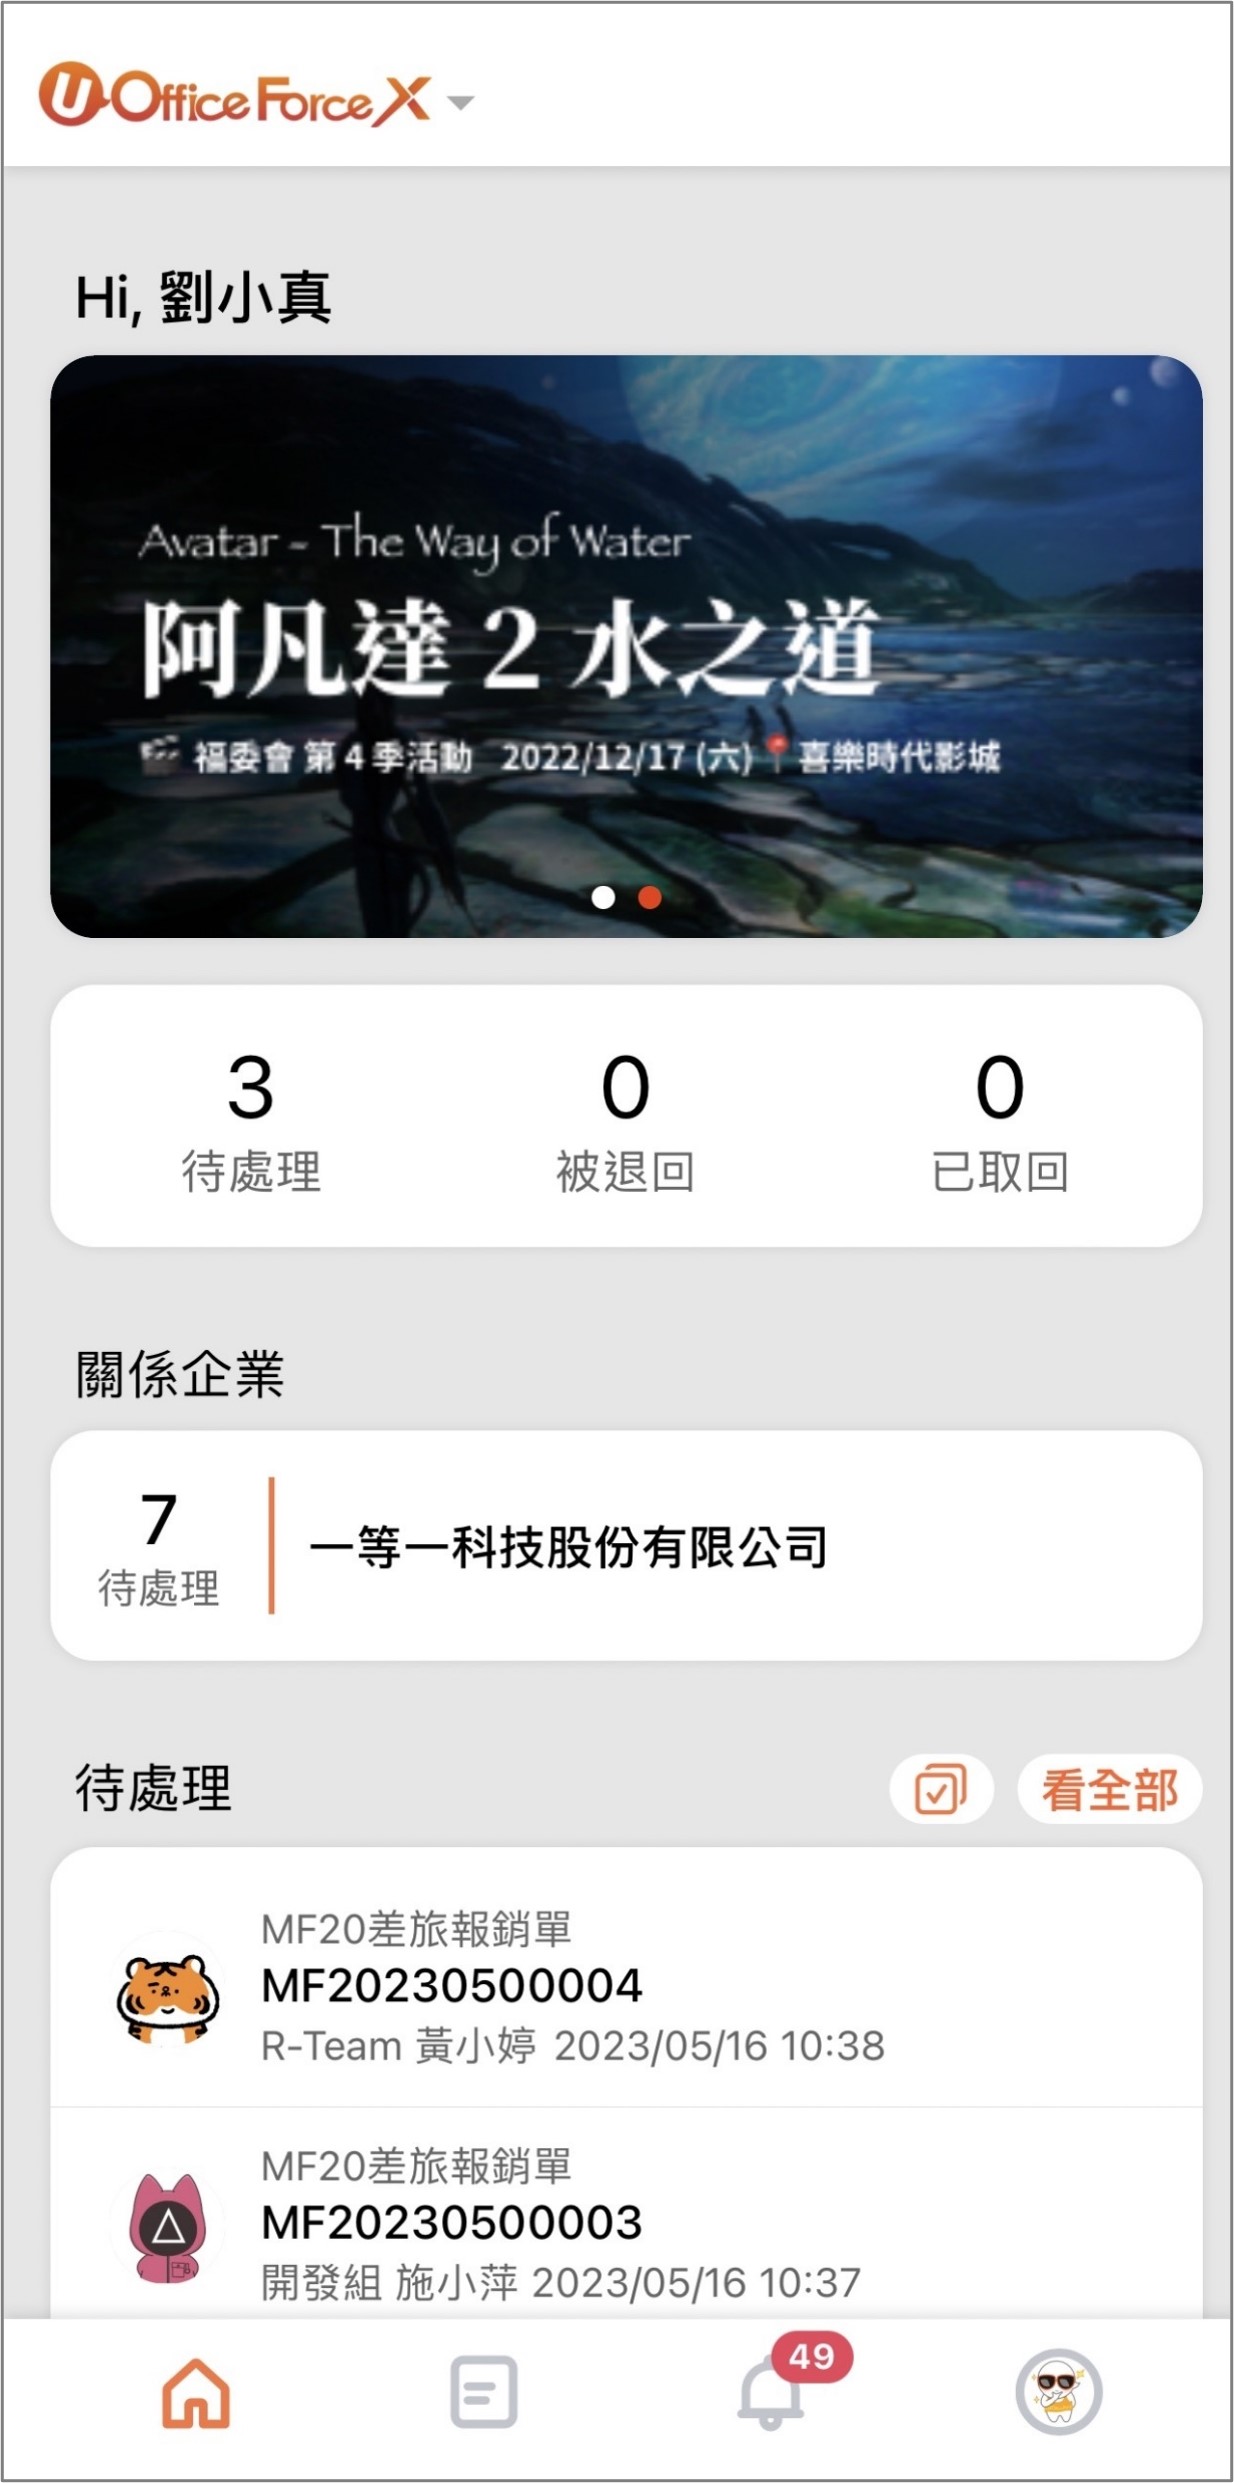 U Office Force X
Hi, 劉小真
Avatar - The Way of Water
阿凡達 2 水之道
福委會 第 4 季活動 2022/12/17 (六) 喜樂時代影城
3 0 0
待處理 被退回 已取回
關係企業
7
待處理
一等一科技股份有限公司
待處理 看全部
MF20差旅報銷單
MF20230500004
R-Team 黃小婷 2023/05/16 10:38
MF20差旅報銷單
MF20230500003
開發組 施小萍 2023/05/16 10:37
49